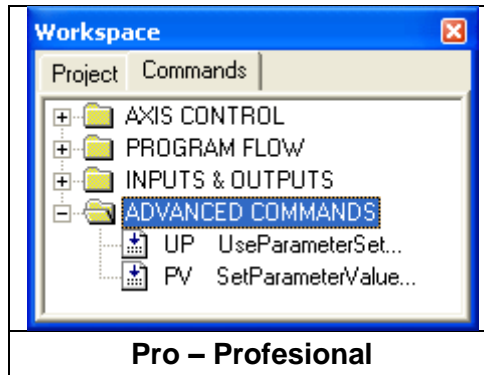 Workspace
Project Commands
AXIS CONTROL
PROGRAM FLOW
INPUTS & OUTPUTS
ADVANCED COMMANDS
UP UseParameterSet...
PV SetParameterValue...
Pro – Profesional